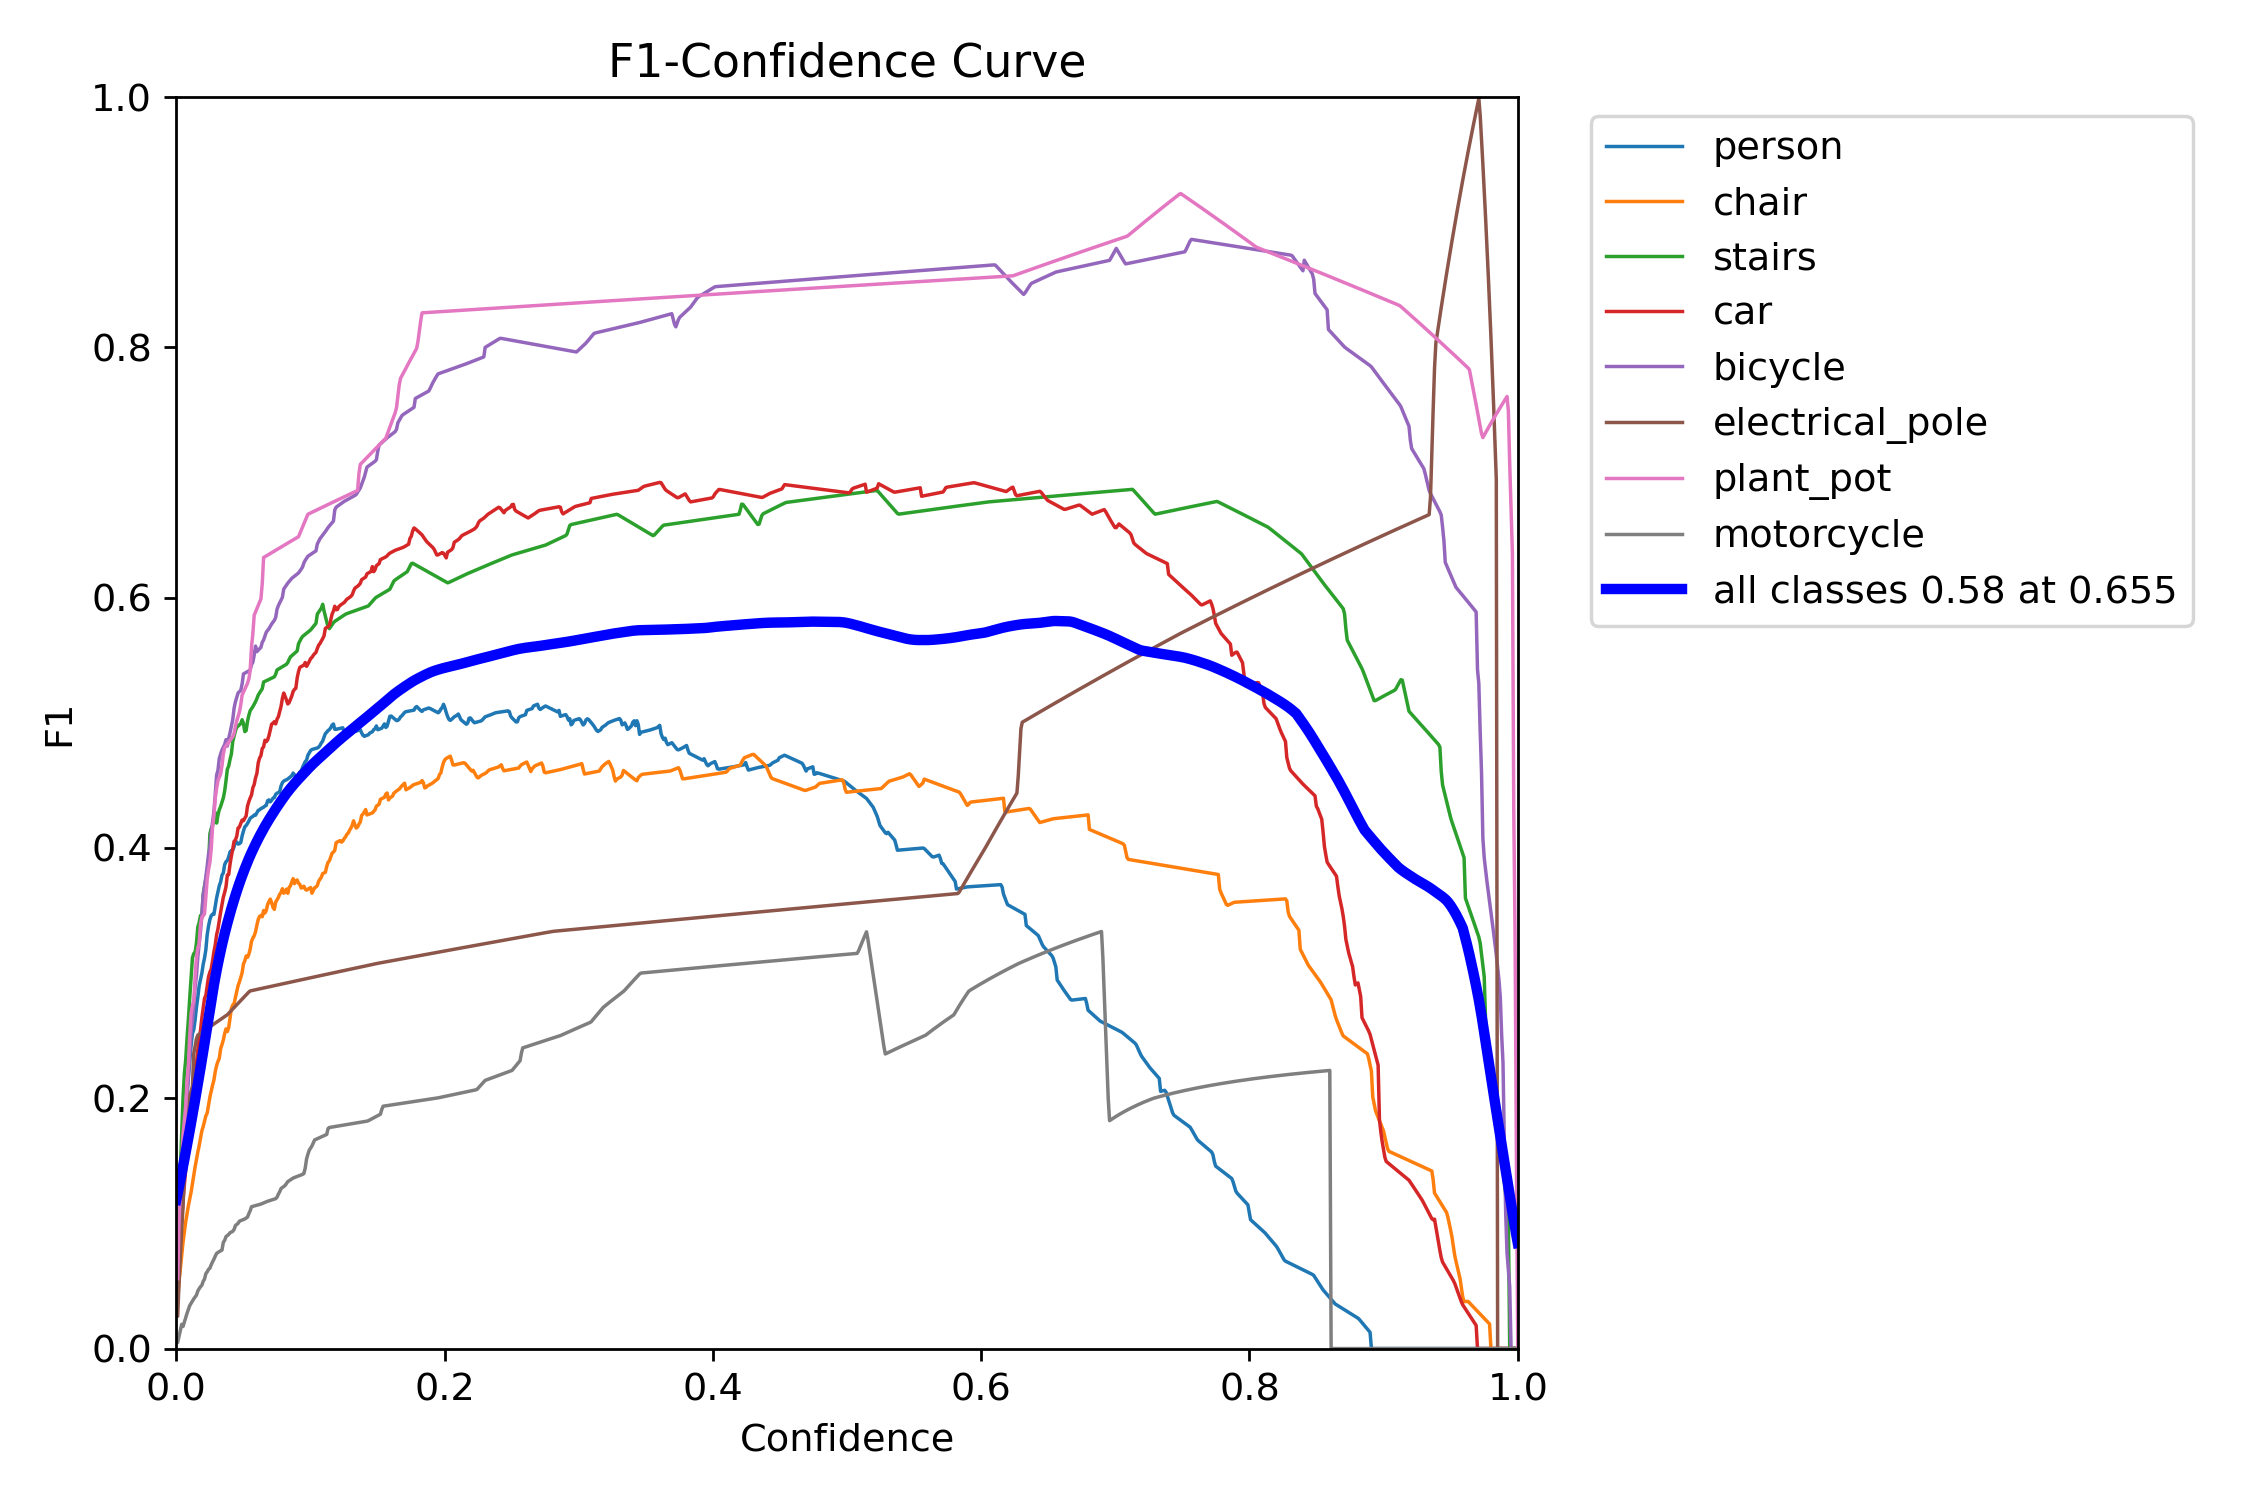 F1-Confidence Curve
1.0
0.8
0.6
0.4
0.2
0.0
F1
0.0 0.2 0.4 0.6 0.8 1.0
Confidence
person
chair
stairs
car
bicycle
electrical_pole
plant_pot
motorcycle
all classes 0.58 at 0.655